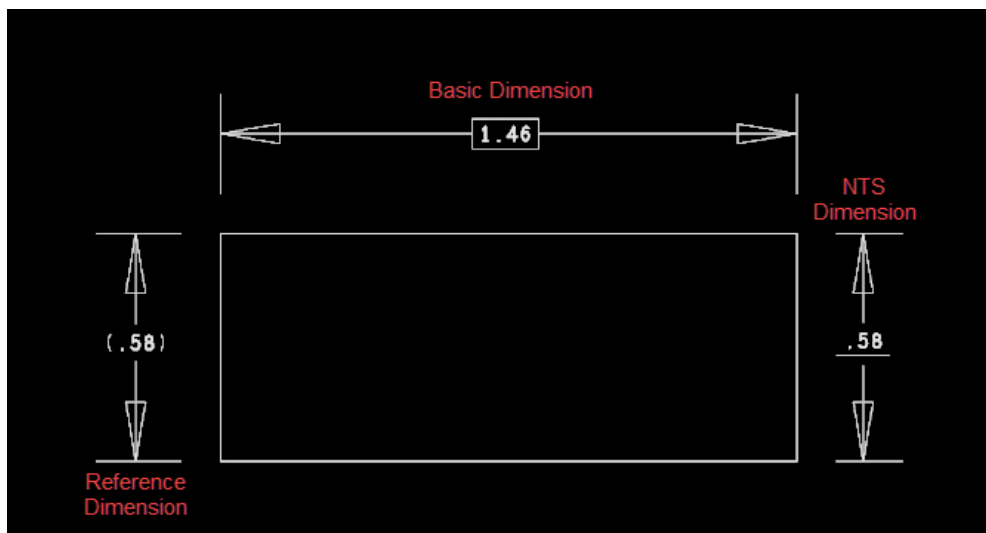 Basic Dimension
1.46
NTS
Dimension
(.58)
.58
Reference
Dimension